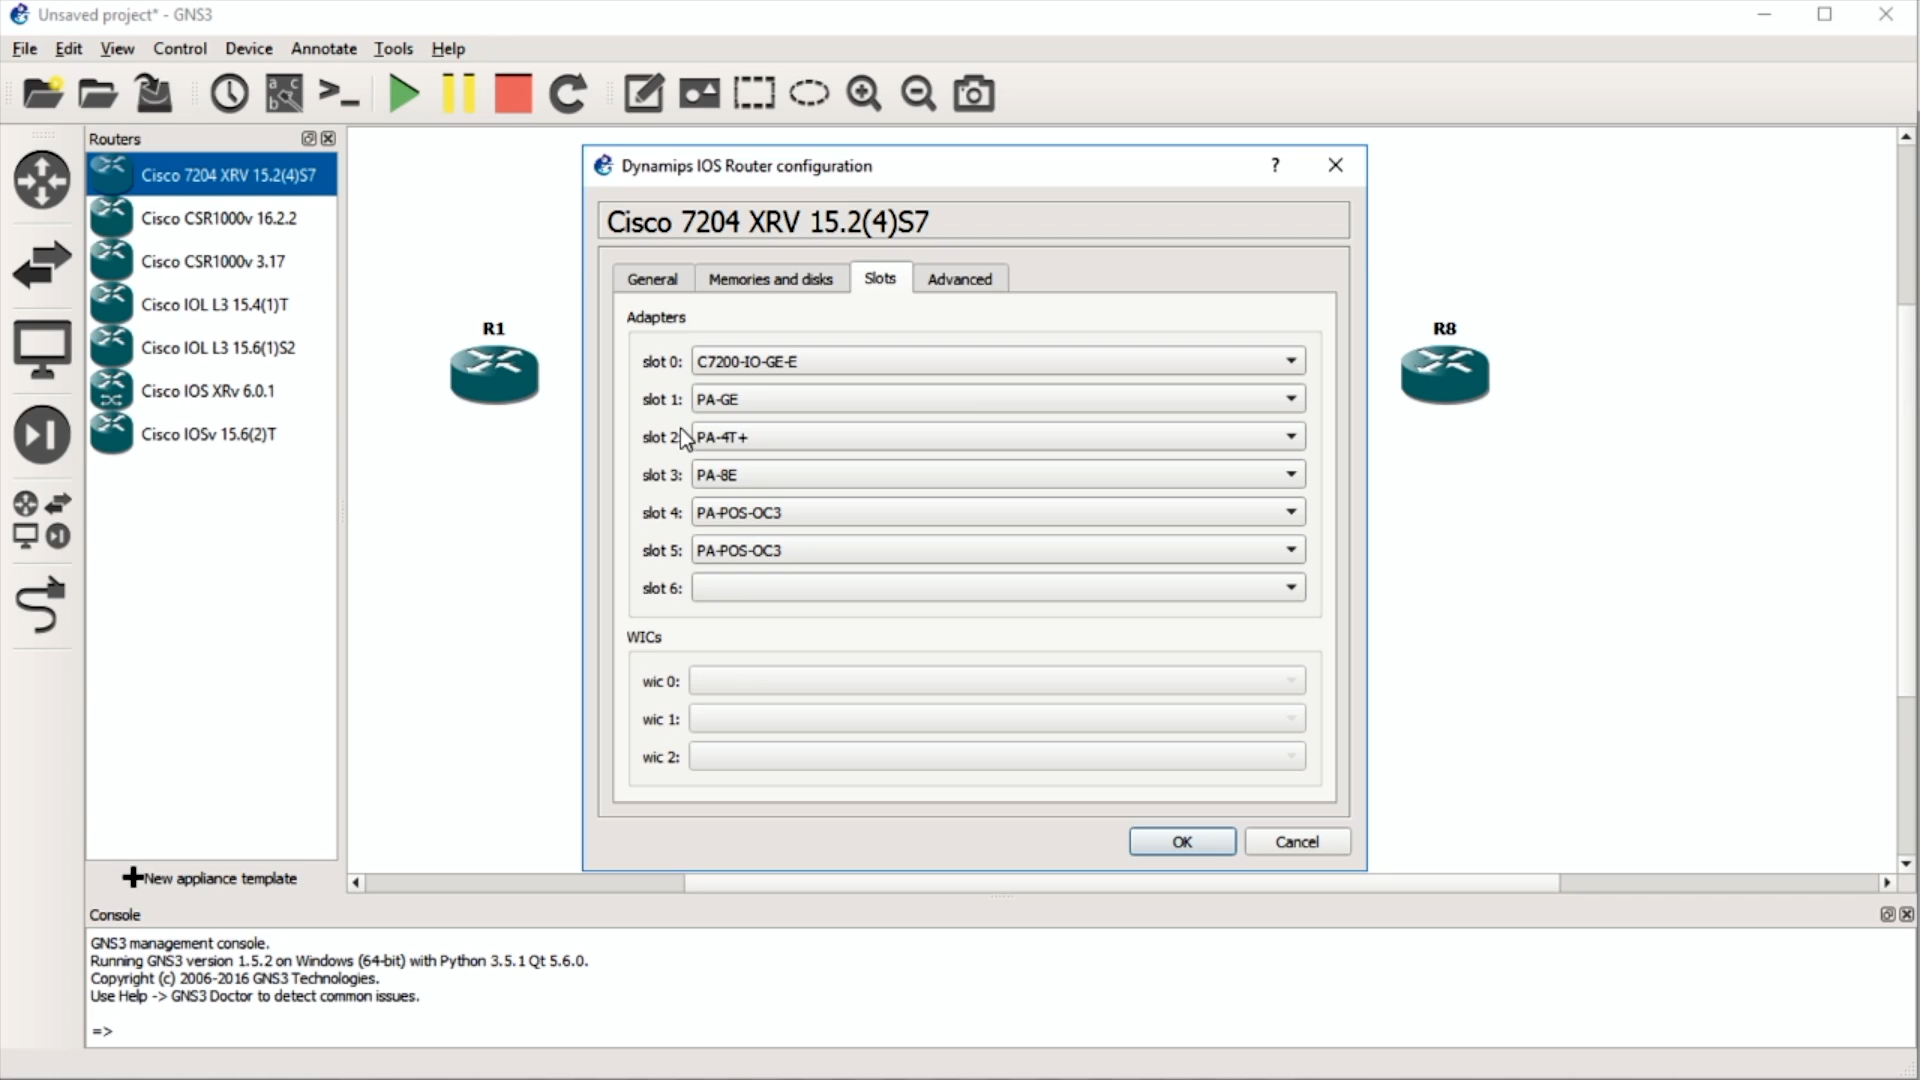 Unsaved project* - GNS3
File Edit View Control Device Annotate Tools Help
Routers
Cisco 7204 XRV 15.2(4)S7
Cisco CSR1000v 16.2.2
Cisco CSR1000v 3.17
Cisco IOL L3 15.4(1)T
Cisco IOL L3 15.6(1)S2
Cisco IOS XRv 6.0.1
Cisco IOSv 15.6(2)T
New appliance template
R1
R8
Dynamips IOS Router configuration
?
Cisco 7204 XRV 15.2(4)S7
General Memories and disks Slots Advanced
Adapters
slot 0: C7200-IO-GE-E
slot 1: PA-GE
slot 2: PA-4T+
slot 3: PA-8E
slot 4: PA-POS-OC3
slot 5: PA-POS-OC3
slot 6:
WICs
wic 0:
wic 1:
wic 2:
OK Cancel
Console
GNS3 management console.
Running GNS3 version 1.5.2 on Windows (64-bit) with Python 3.5.1 Qt 5.6.0.
Copyright (c) 2006-2016 GNS3 Technologies.
Use Help -> GNS3 Doctor to detect common issues.
=>